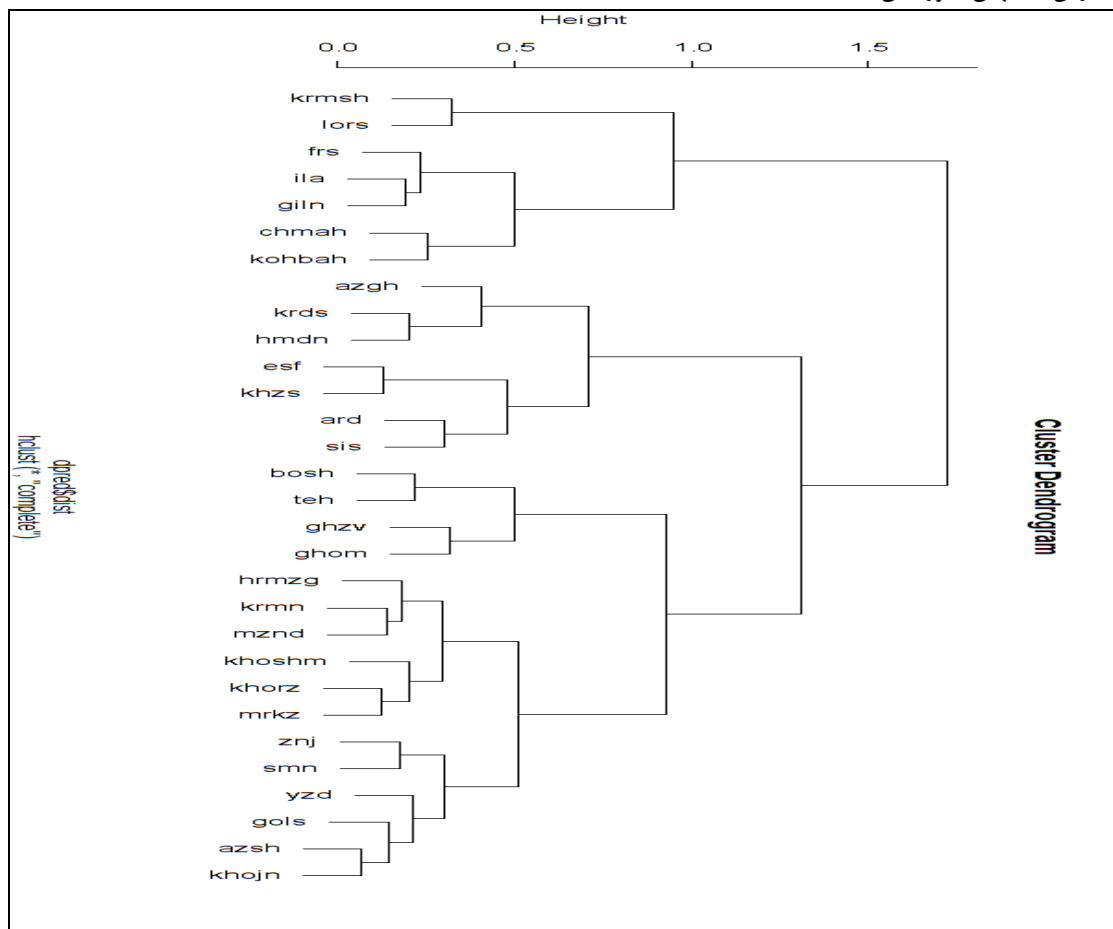 Height
0.0 0.5 1.0 1.5
krmsh
lors
frs
ila
giln
chmah
kohbah
azgh
krds
hmdn
esf
khzs
ard
sis
bosh
teh
ghzv
ghom
hrmzg
krmn
mznd
khoshm
khorz
mrkz
znj
smn
yzd
gols
azsh
khojn
Cluster Dendrogram
dpred$dist
hclust (*, "complete")